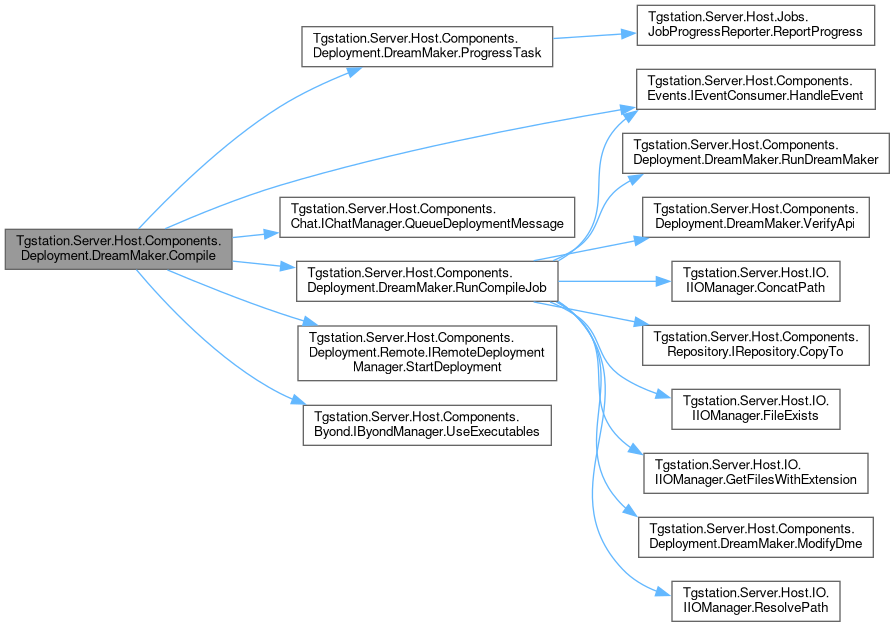 Tgstation.Server.Host.Components.
Deployment.DreamMaker.Compile
Tgstation.Server.Host.Components.
Deployment.DreamMaker.ProgressTask
Tgstation.Server.Host.Jobs.
JobProgressReporter.ReportProgress
Tgstation.Server.Host.Components.
Events.IEventConsumer.HandleEvent
Tgstation.Server.Host.Components.
Chat.IChatManager.QueueDeploymentMessage
Tgstation.Server.Host.Components.
Deployment.DreamMaker.RunCompileJob
Tgstation.Server.Host.Components.
Deployment.DreamMaker.RunDreamMaker
Tgstation.Server.Host.Components.
Deployment.DreamMaker.VerifyApi
Tgstation.Server.Host.IO.
IIOManager.ConcatPath
Tgstation.Server.Host.Components.
Repository.IRepository.CopyTo
Tgstation.Server.Host.IO.
IIOManager.FileExists
Tgstation.Server.Host.IO.
IIOManager.GetFilesWithExtension
Tgstation.Server.Host.Components.
Deployment.DreamMaker.ModifyDme
Tgstation.Server.Host.IO.
IIOManager.ResolvePath
Tgstation.Server.Host.Components.
Deployment.Remote.IRemoteDeployment
Manager.StartDeployment
Tgstation.Server.Host.Components.
Byond.IByondManager.UseExecutables